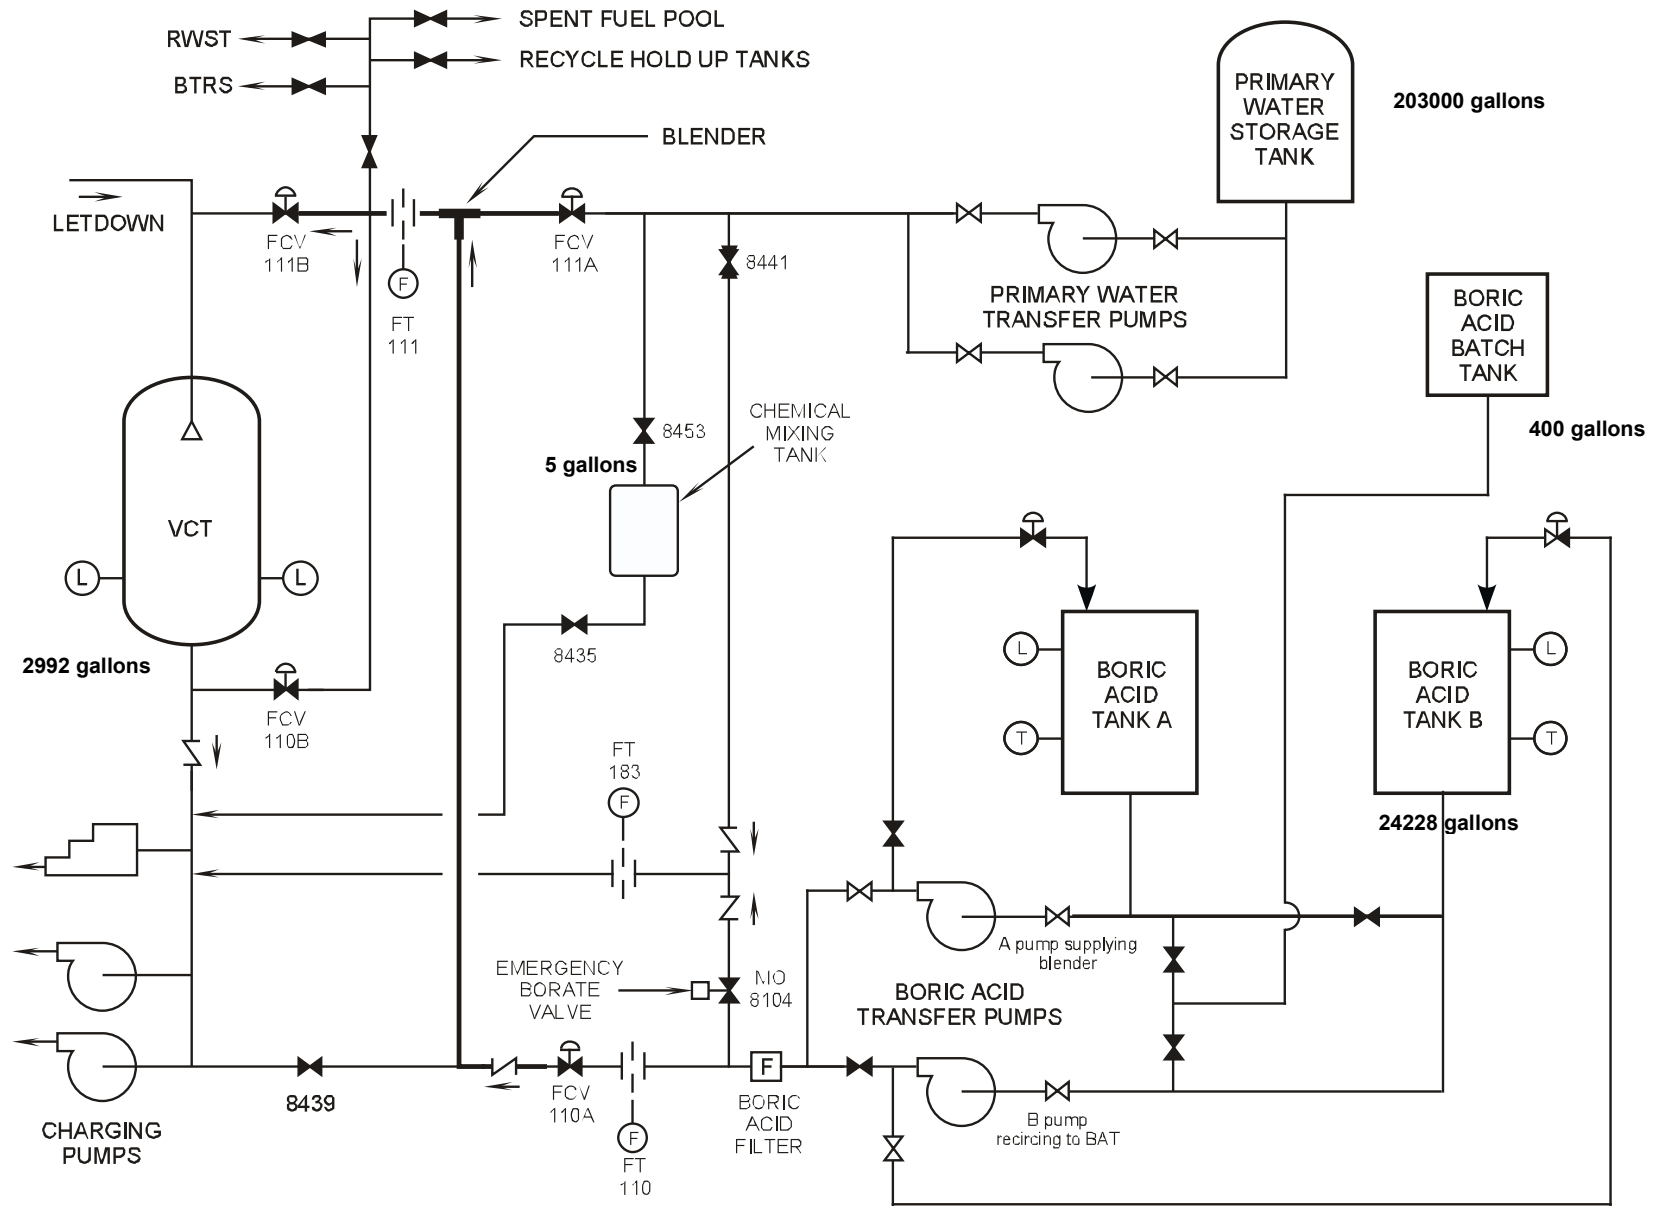 SPENT FUEL POOL
RWST
RECYCLE HOLD UP TANKS
BTRS
BLENDER
PRIMARY
WATER
STORAGE
TANK
203000 gallons
LETDOWN
FCV
111B
F
FT
111
FCV
111A
8441
PRIMARY WATER
TRANSFER PUMPS
BORIC
ACID
BATCH
TANK
400 gallons
CHEMICAL
MIXING
TANK
8453
5 gallons
VCT
L
L
2992 gallons
8435
FCV
110B
FT
183
F
L
T
BORIC
ACID
TANK A
BORIC
ACID
TANK B
L
T
24228 gallons
A pump supplying
blender
EMERGENCY
BORATE
VALVE
MO
8104
BORIC ACID
TRANSFER PUMPS
8439
FCV
110A
F
FT
110
F
BORIC
ACID
FILTER
B pump
recircing to BAT
CHARGING
PUMPS